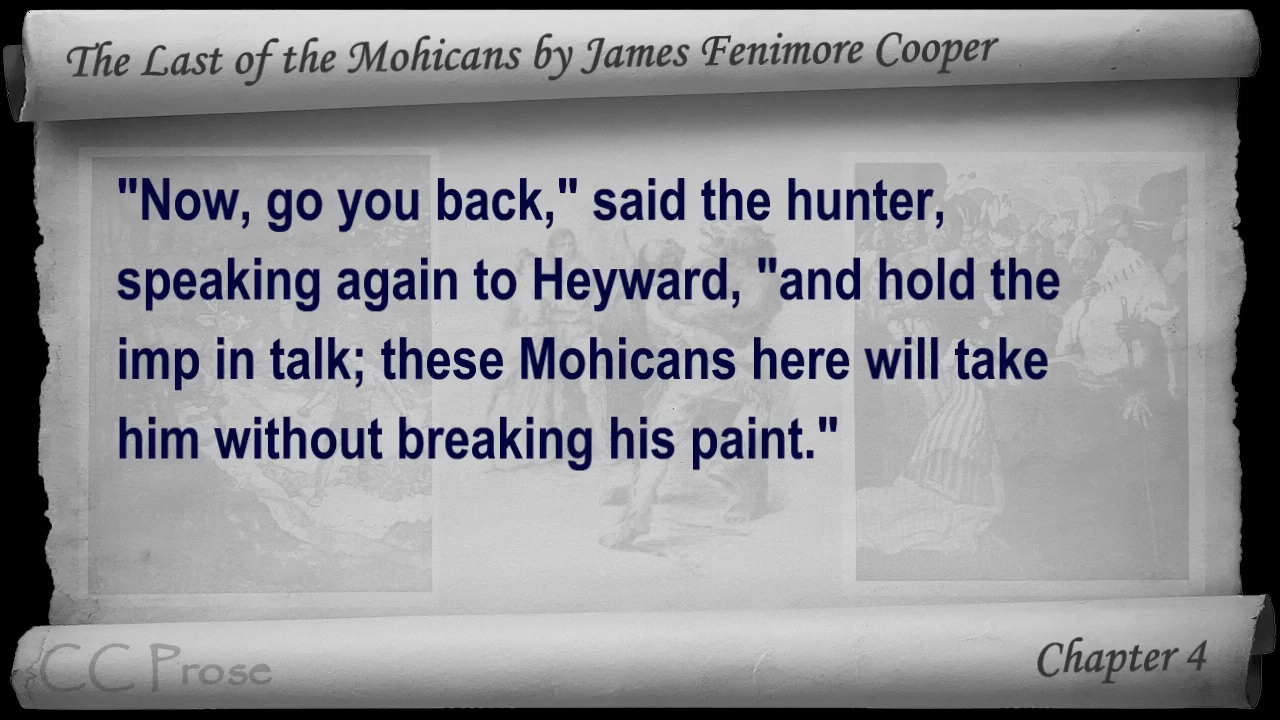 The Last of the Mohicans by James Fenimore Cooper
"Now, go you back," said the hunter,
speaking again to Heyward, "and hold the
imp in talk; these Mohicans here will take
him without breaking his paint."
CC Prose
Chapter 4